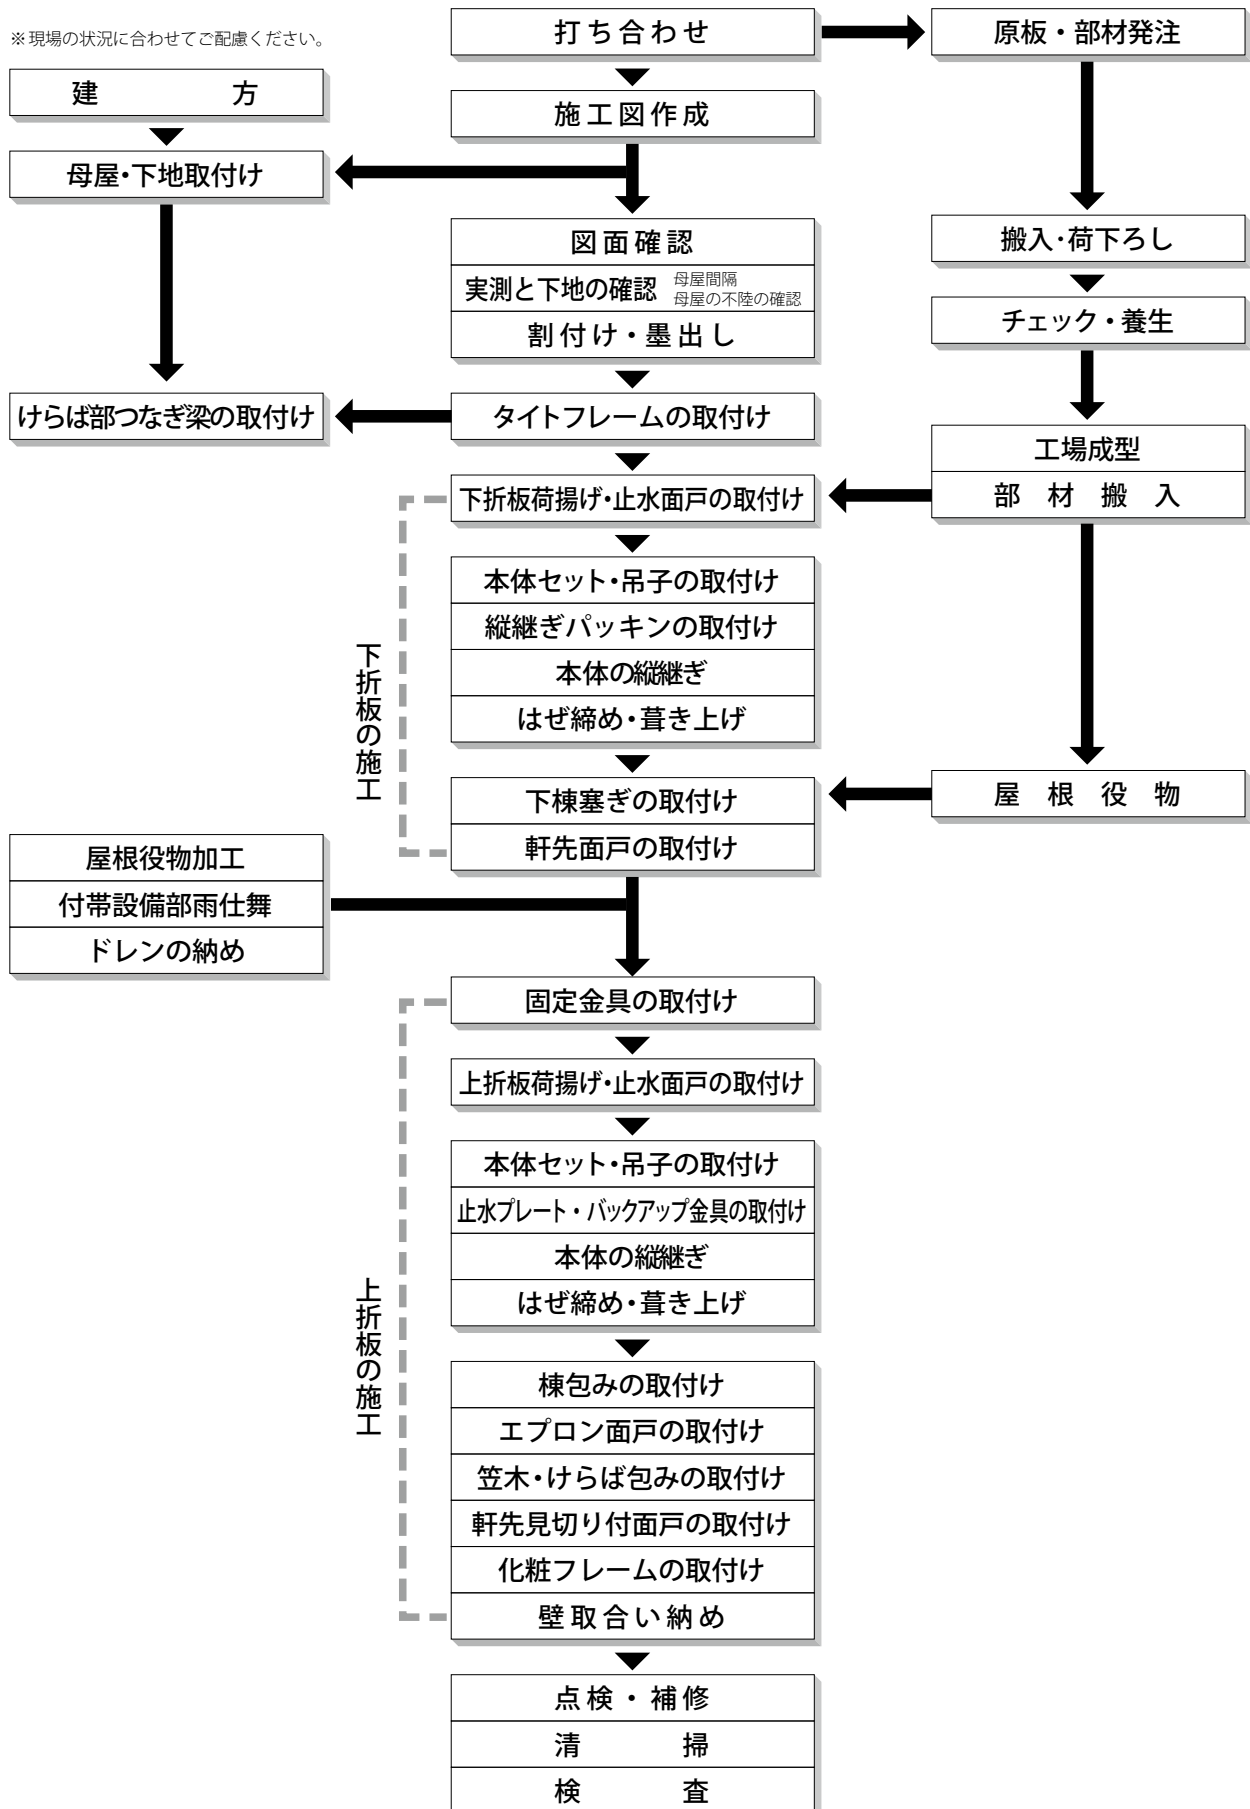 ※現場の状況に合わせてご配慮ください。
打ち合わせ
原板・部材発注
建方
施工図作成
母屋・下地取付け
図面確認
実測と下地の確認
母屋間隔
母屋の不陸の確認
割付け・墨出し
搬入・荷下ろし
チェック・養生
けらば部つなぎ梁の取付け
タイトフレームの取付け
工場成型
部材搬入
下折板荷揚げ・止水面戸の取付け
本体セット・吊子の取付け
縦継ぎパッキンの取付け
本体の縦継ぎ
はぜ締め・葺き上げ
下折板の施工
下棟塞ぎの取付け
軒先面戸の取付け
屋根役物
屋根役物加工
付帯設備部雨仕舞
ドレンの納め
固定金具の取付け
上折板荷揚げ・止水面戸の取付け
本体セット・吊子の取付け
止水プレート・バックアップ金具の取付け
本体の縦継ぎ
はぜ締め・葺き上げ
上折板の施工
棟包みの取付け
エプロン面戸の取付け
笠木・けらば包みの取付け
軒先見切り付面戸の取付け
化粧フレームの取付け
壁取合い納め
点検・補修
清掃
検査